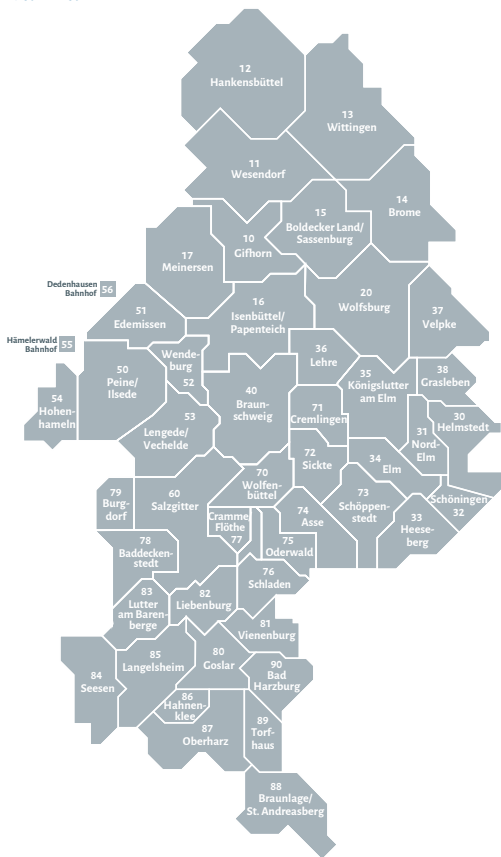 12
Hankensbüttel
13
Wittingen
11
Wesendorf
14
Brome
15
Boldecker Land/
Sassenburg
10
Gifhorn
17
Meinersen
Dedenhausen
Bahnhof
56
20
Wolfsburg
16
Isenbüttel/
Papenteich
51
Edemissen
37
Velpke
Hämelerwald
Bahnhof
55
36
Lehre
Wende-
burg
52
50
Peine/
Ilsede
35
Königslutter
am Elm
38
Grasleben
40
Braun-
schweig
54
Hohen-
hameln
71
Cremlingen
53
Lengede/
Vechelde
30
Helmstedt
31
Nord-
Elm
72
Sickte
34
Elm
70
Wolfen-
büttel
79
Burg-
dorf
60
Salzgitter
73
Schöppen-
stedt
Schöningen
32
74
Asse
33
Heese-
berg
Cramme
Flöthe
77
75
Oderwald
78
Baddecken-
stedt
76
Schladen
83
Lutter
am Baren-
berge
82
Liebenburg
81
Vienenburg
80
Goslar
85
Langelsheim
84
Seesen
90
Bad
Harzburg
86
Hahnen-
klee
87
Oberharz
89
Torf-
haus
88
Braunlage/
St. Andreasberg